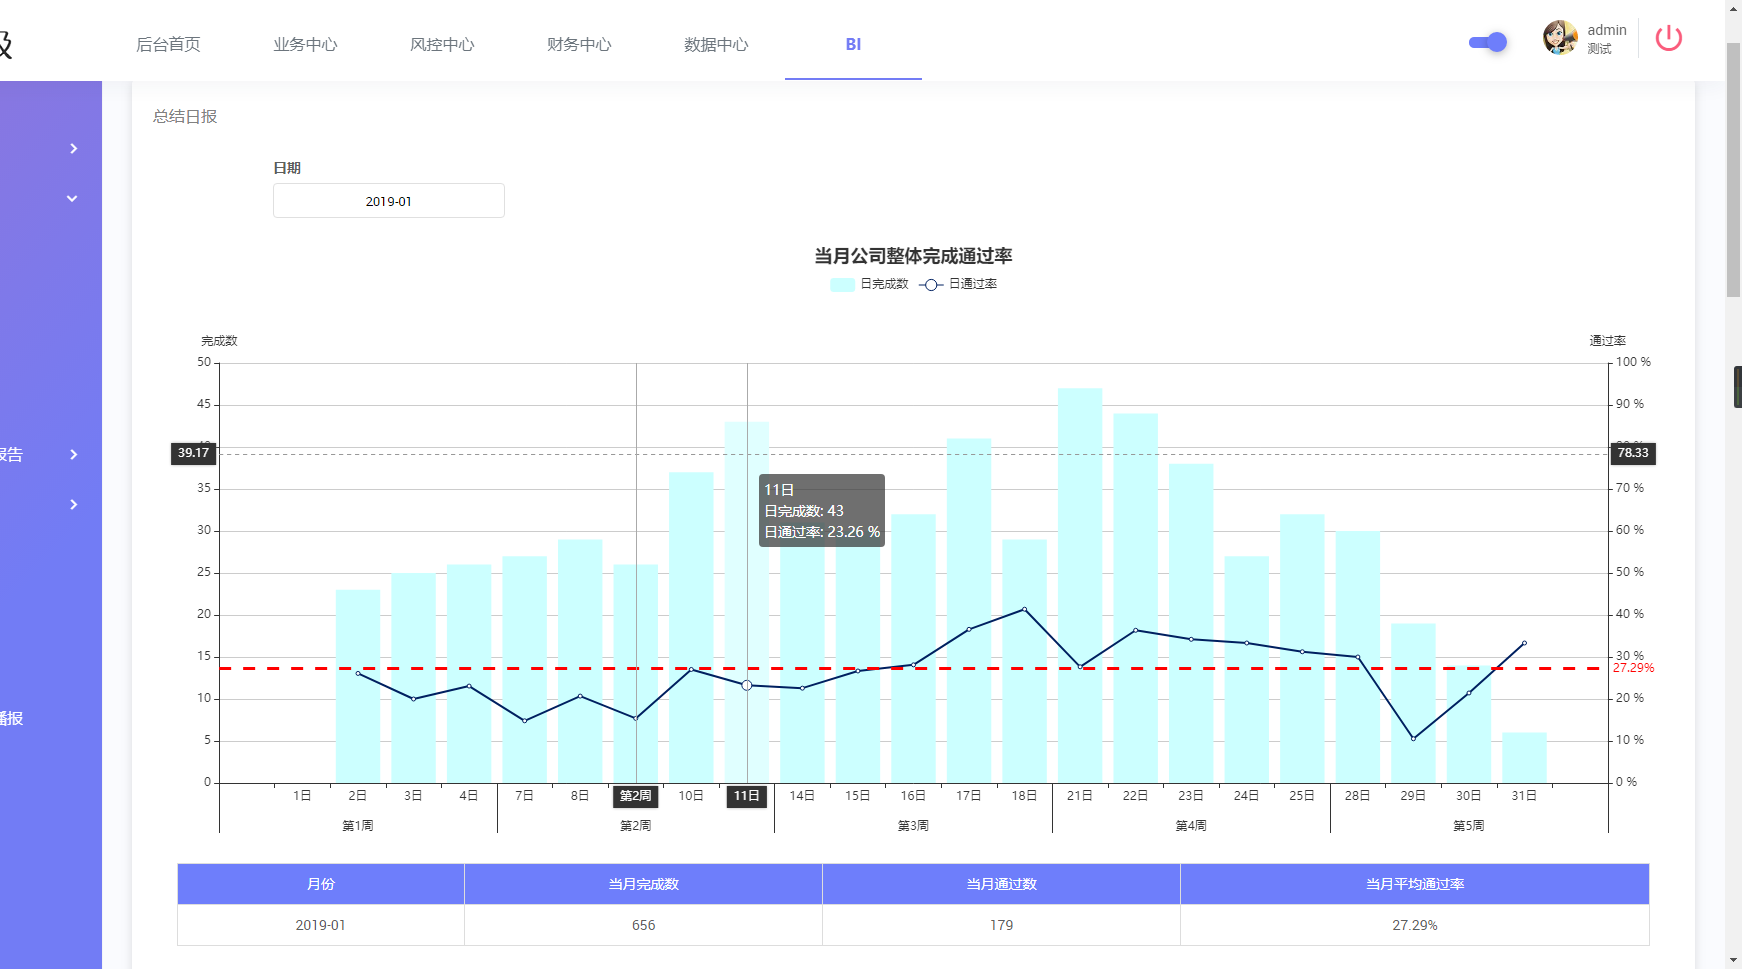 级
后台首页 业务中心 风控中心 财务中心 数据中心 BI
admin
测试
总结日报
日期
2019-01
报告
播报
当月公司整体完成通过率
日完成数 日通过率
完成数 通过率
50 100 %
45 90 %
39.17 78.33
35 70 %
30 60 %
25 50 %
20 40 %
15 30 %
27.29%
10 20 %
5 10 %
0 0 %
11日
日完成数: 43
日通过率: 23.26 %
1日 2日 3日 4日 7日 8日 第2周 10日 11日 14日 15日 16日 17日 18日 21日 22日 23日 24日 25日 28日 29日 30日 31日
第1周 第2周 第3周 第4周 第5周
月份 当月完成数 当月通过数 当月平均通过率
2019-01 656 179 27.29%